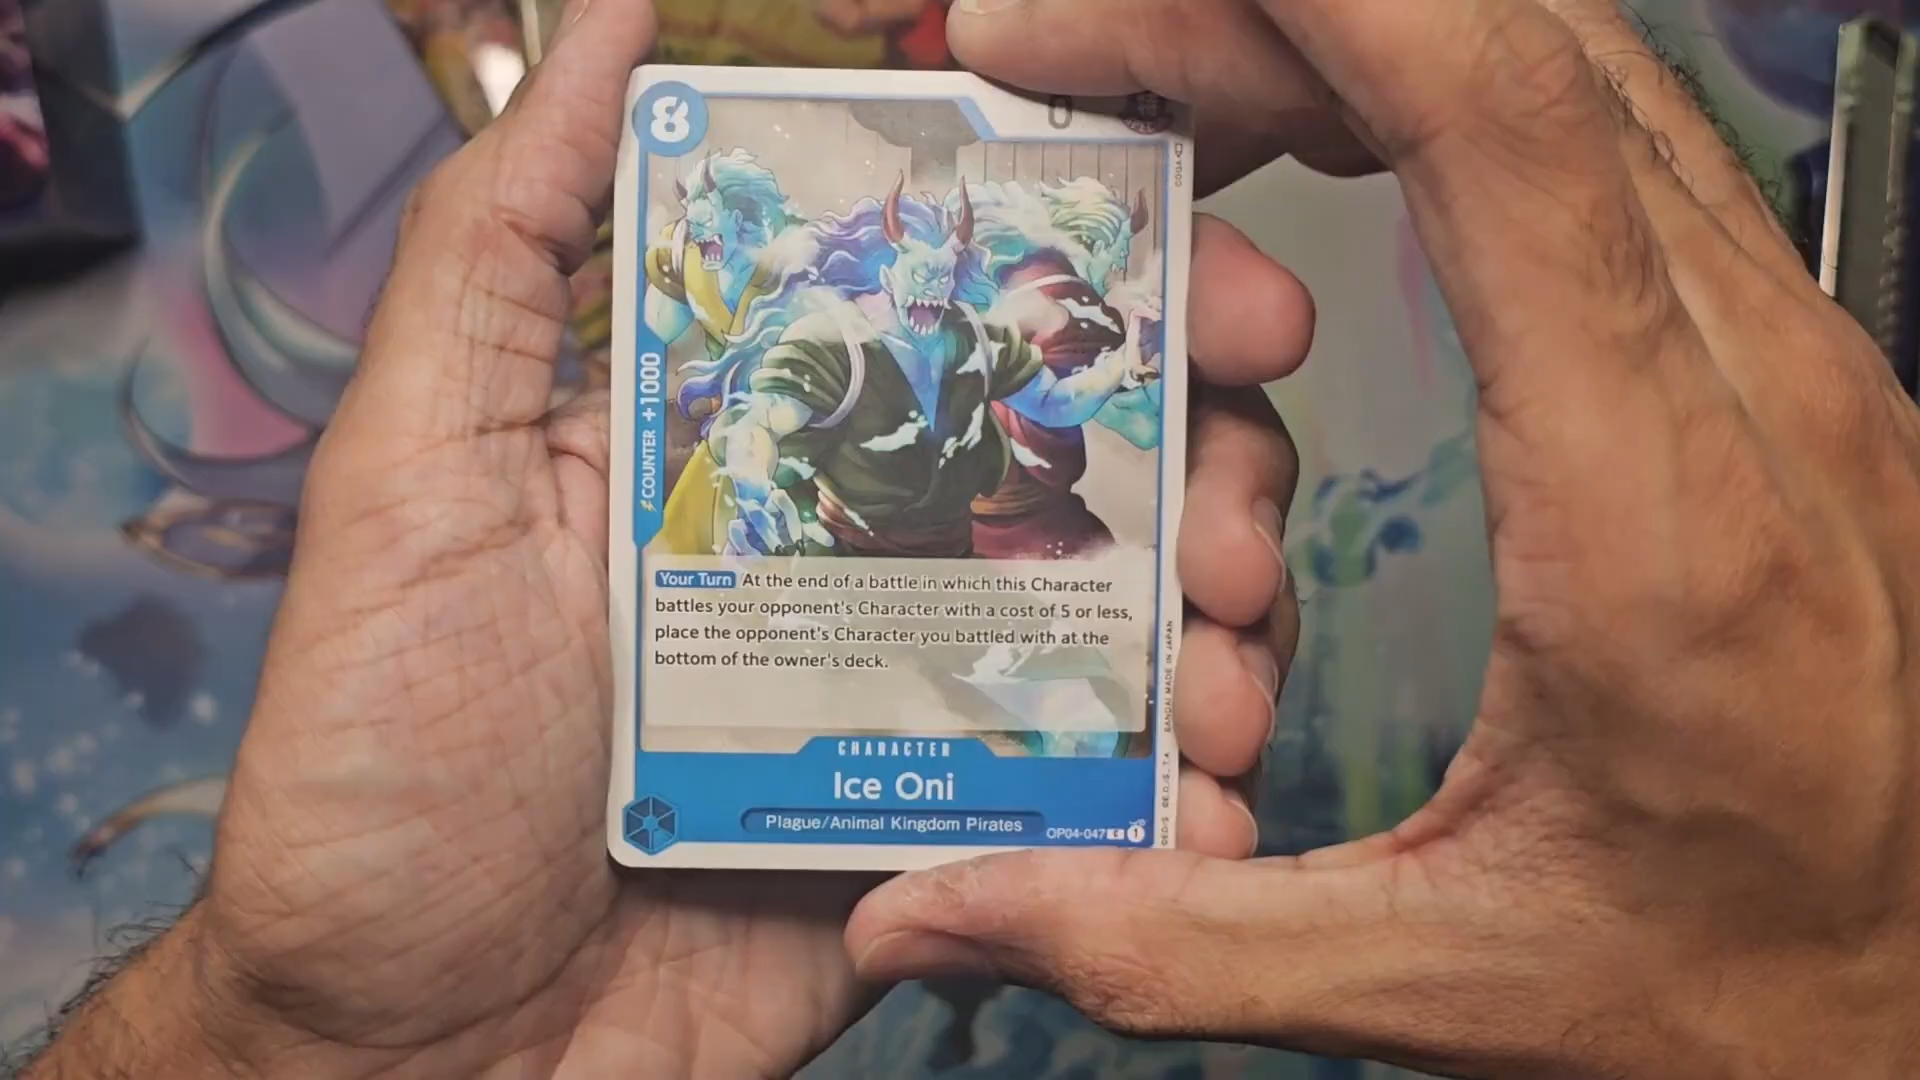 8
0
COUNTER +1000
Your Turn At the end of a battle in which this Character
battles your opponent's Character with a cost of 5 or less,
place the opponent's Character you battled with at the
bottom of the owner's deck.
CHARACTER
Ice Oni
Plague/Animal Kingdom Pirates
OP04-047 C 1
BANDAI MADE IN JAPAN